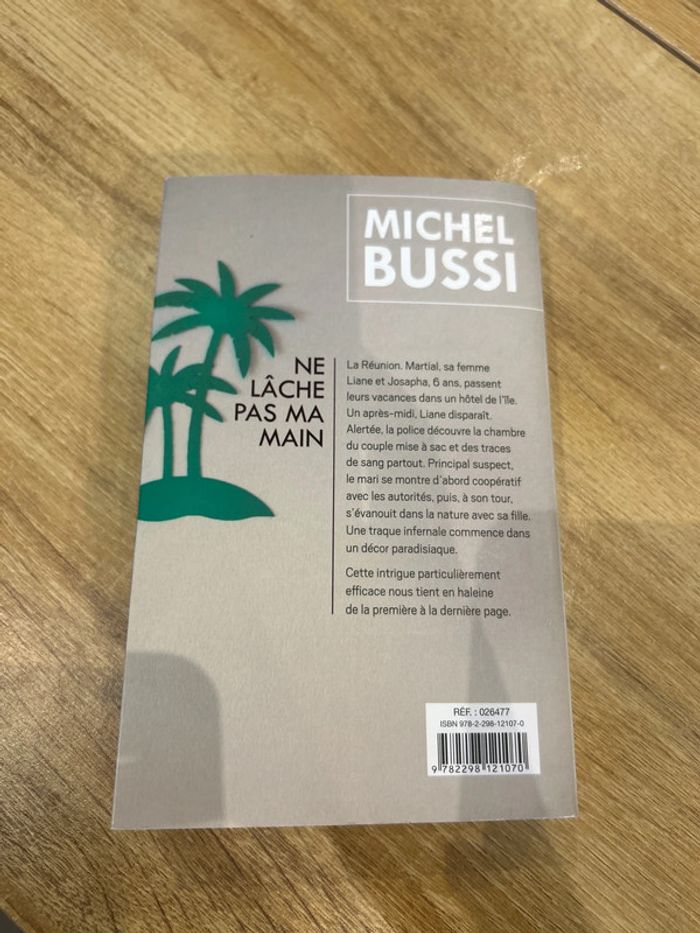 MICHEL
BUSSI
NE
LÂCHE
PAS MA
MAIN
La Réunion. Martial, sa femme
Liane et Josapha, 6 ans, passent
leurs vacances dans un hôtel de l'île.
Un après-midi, Liane disparaît.
Alertée, la police découvre la chambre
du couple mise à sac et des traces
de sang partout. Principal suspect,
le mari se montre d'abord coopératif
avec les autorités, puis, à son tour,
s'évanouit dans la nature avec sa fille.
Une traque infernale commence dans
un décor paradisiaque.
Cette intrigue particulièrement
efficace nous tient en haleine
de la première à la dernière page.
RÉF. : 026477
ISBN 978-2-298-12107-0
9 782298 121070